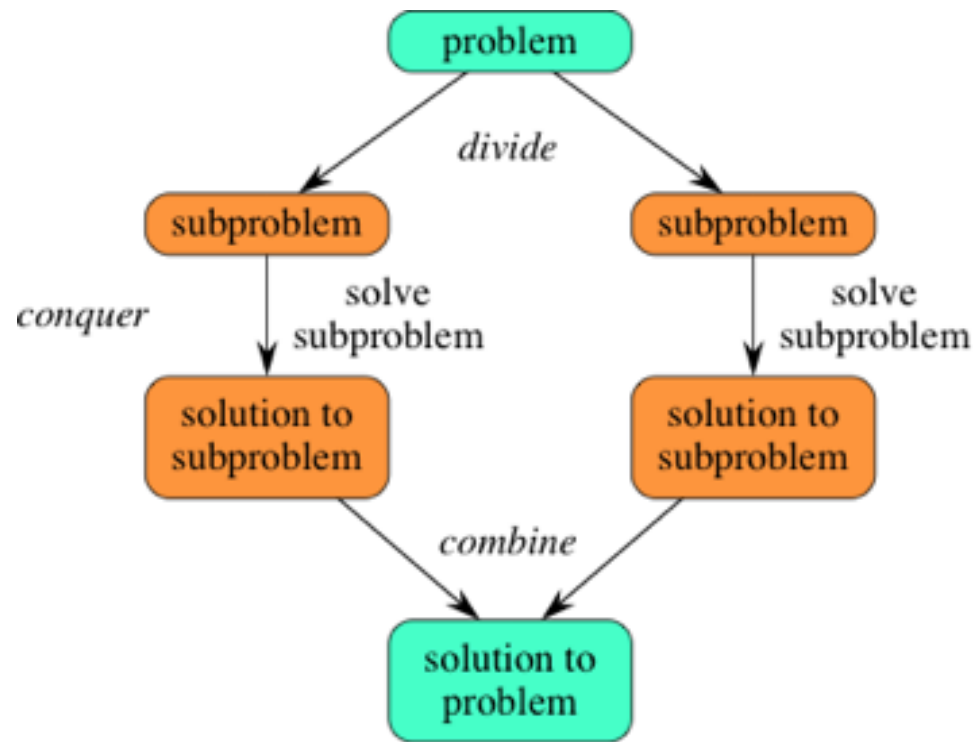 problem
divide
subproblem
subproblem
conquer
solve
subproblem
solve
subproblem
solution to
subproblem
solution to
subproblem
combine
solution to
problem